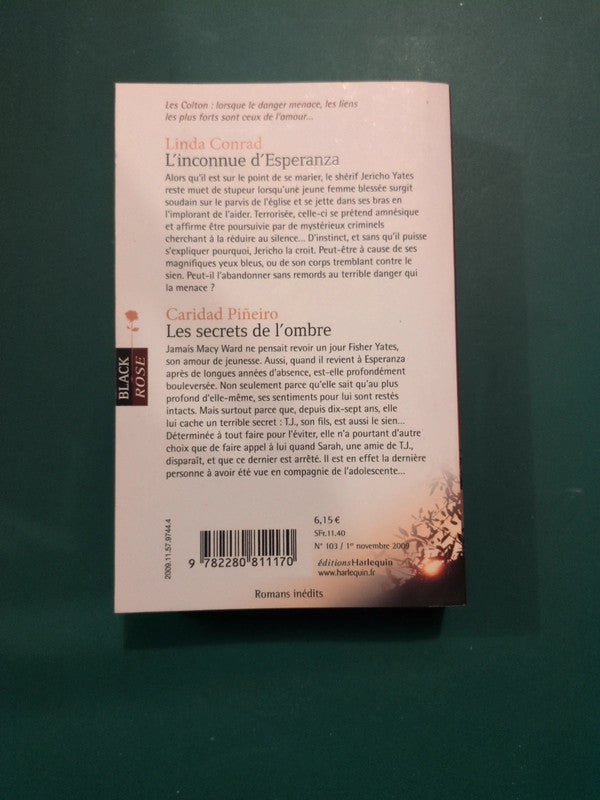 Les Colton : lorsque le danger menace, les liens
les plus forts sont ceux de l'amour...
Linda Conrad
L'inconnue d'Esperanza
Alors qu'il est sur le point de se marier, le shérif Jericho Yates
reste muet de stupeur lorsqu'une jeune femme blessée surgit
soudain sur le parvis de l'église et se jette dans ses bras en
l'implorant de l'aider. Terrorisée, celle-ci se prétend amnésique
et affirme être poursuivie par de mystérieux criminels
cherchant à la réduire au silence... D'instinct, et sans qu'il puisse
s'expliquer pourquoi, Jericho la croit. Peut-être à cause de ses
magnifiques yeux bleus, ou de son corps tremblant contre le
sien. Peut-il l'abandonner sans remords au terrible danger qui
la menace ?
Caridad Piñeiro
Les secrets de l'ombre
Jamais Macy Ward ne pensait revoir un jour Fisher Yates,
son amour de jeunesse. Aussi, quand il revient à Esperanza
après de longues années d'absence, est-elle profondément
bouleversée. Non seulement parce qu'elle sait qu'au plus
profond d'elle-même, ses sentiments pour lui sont restés
intacts. Mais surtout parce que, depuis dix-sept ans, elle
lui cache un terrible secret : T.J., son fils, est aussi le sien...
Déterminée à tout faire pour l'éviter, elle n'a pourtant d'autre
choix que de faire appel à lui quand Sarah, une amie de T.J.,
disparaît, et que ce dernier est arrêté. Il est en effet la dernière
personne à avoir été vue en compagnie de l'adolescente...
BLACK
ROSE
2009.11.57.9744.4
9 782280 811170
6,15 €
SFr.11.40
N° 103 / 1er novembre 2009
éditionsHarlequin
www.harlequin.fr
Romans inédits